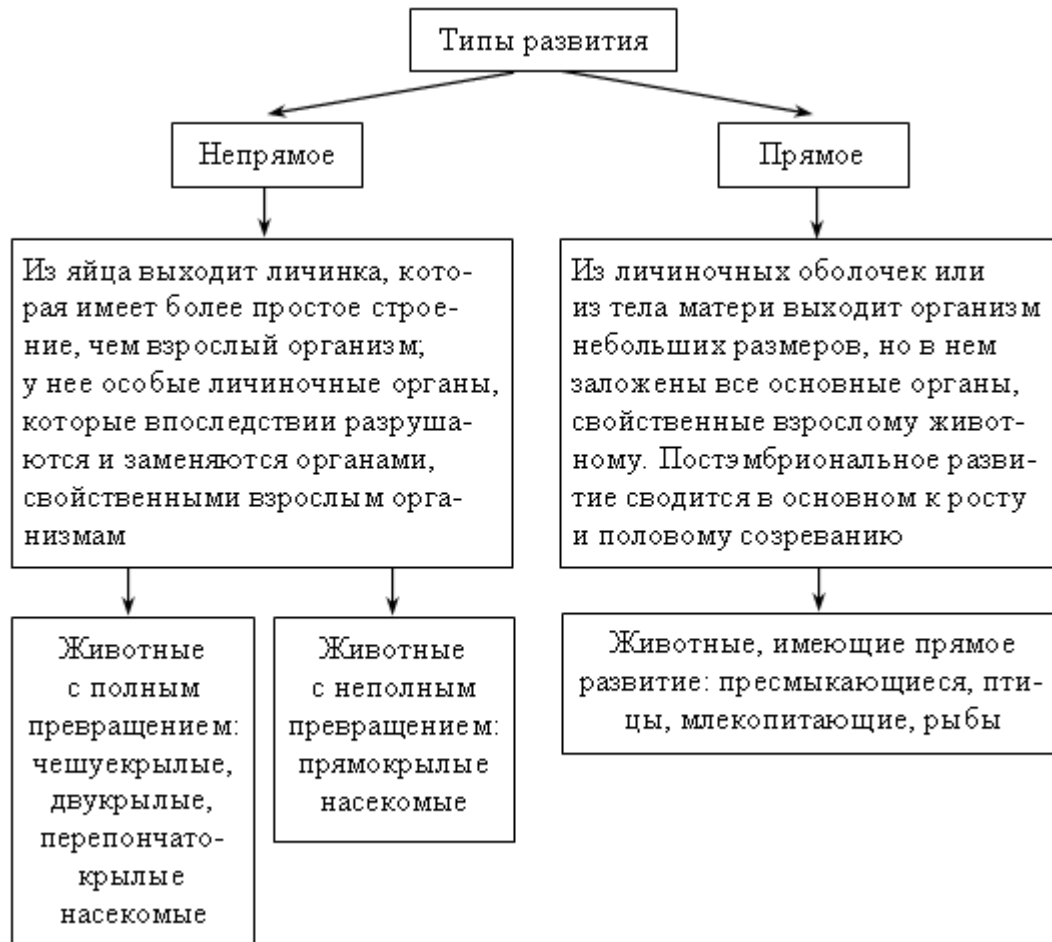 Типы развития
Непрямое
Прямое
Из яйца выходит личинка, кото-
рая имеет более простое строе-
ние, чем взрослый организм;
у нее особые личиночные органы,
которые впоследствии разруша-
ются и заменяются органами,
свойственными взрослым орга-
низмам
Из личиночных оболочек или
из тела матери выходит организм
небольших размеров, но в нем
заложены все основные органы,
свойственные взрослому живот-
ному. Постэмбриональное разви-
тие сводится в основном к росту
и половому созреванию
Животные
с полным
превращением:
чешуекрылые,
двукрылые,
перепончато-
крылые
насекомые
Животные
с неполным
превращением:
прямокрылые
насекомые
Животные, имеющие прямое
развитие: пресмыкающиеся, пти-
цы, млекопитающие, рыбы